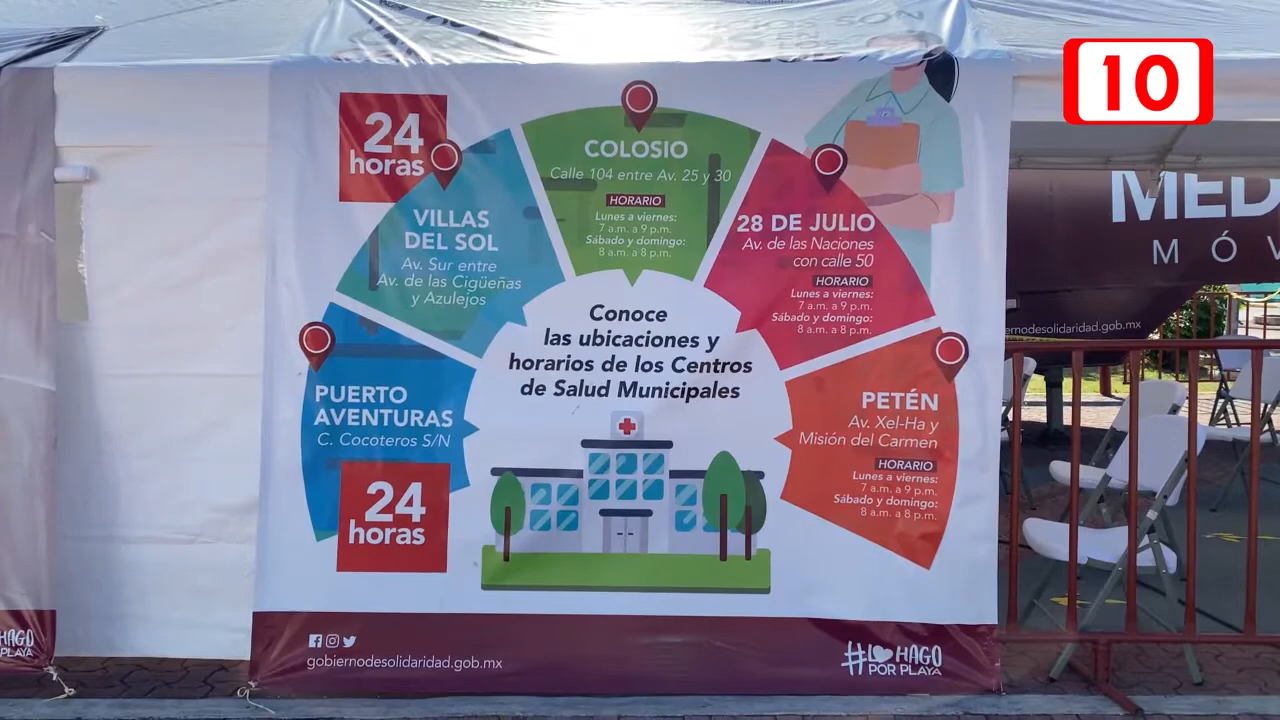 10
24
horas
VILLAS
DEL SOL
Av. Sur entre
Av. de las Cigüeñas
y Azulejos
COLOSIO
Calle 104 entre Av. 25 y 30
HORARIO
Lunes a viernes:
7 a.m. a 9 p.m.
Sábado y domingo:
8 a.m. a 8 p.m.
28 DE JULIO
Av. de las Naciones
con calle 50
HORARIO
Lunes a viernes:
7 a.m. a 9 p.m.
Sábado y domingo:
8 a.m. a 8 p.m.
PUERTO
AVENTURAS
C. Cocoteros S/N
24
horas
Conoce
las ubicaciones y
horarios de los Centros
de Salud Municipales
PETÉN
Av. Xel-Ha y
Misión del Carmen
HORARIO
Lunes a viernes:
7 a.m. a 9 p.m.
Sábado y domingo:
8 a.m. a 8 p.m.
gobiernodesolidaridad.gob.mx
#LO HAGO
POR PLAYA
HAGO
PLAYA
MED
MÓV
iernodesolidaridad.gob.mx